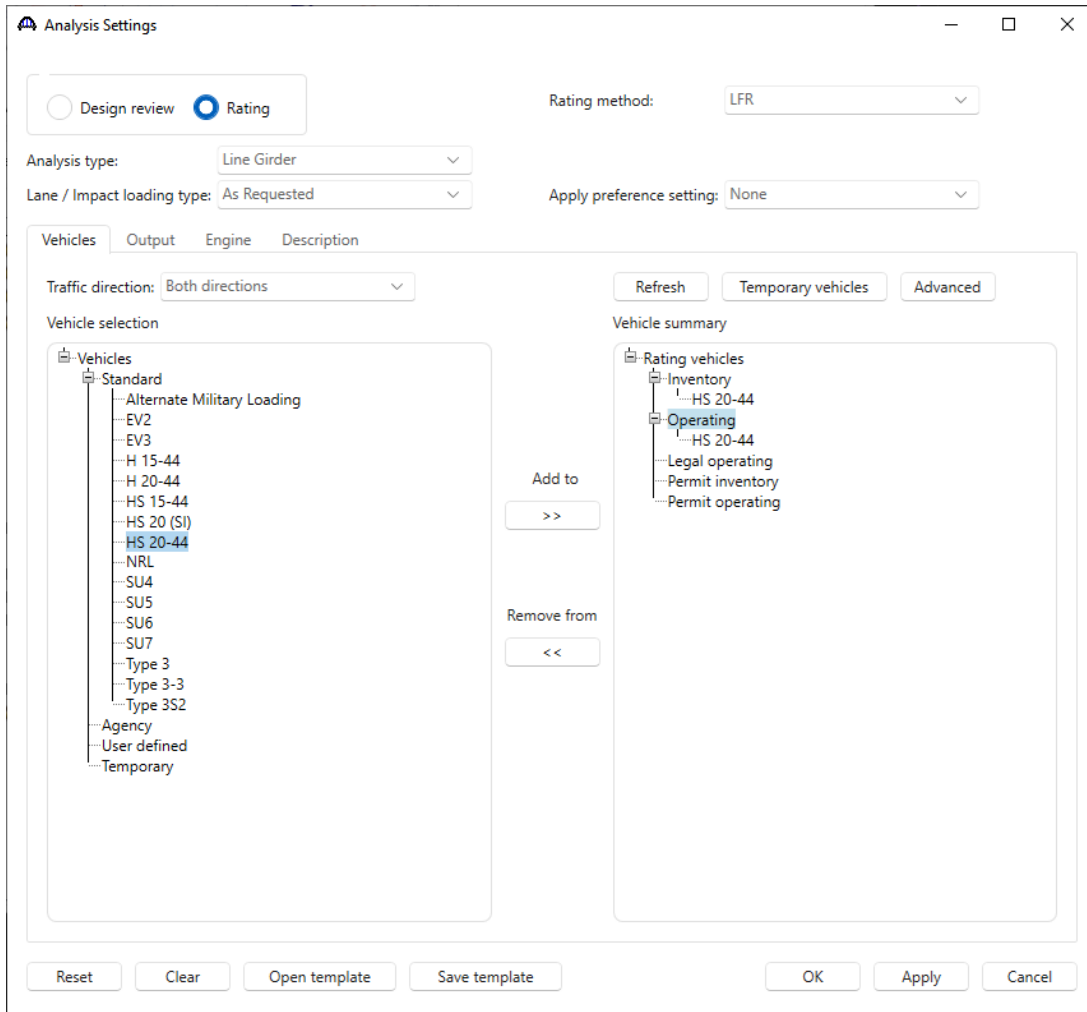 Analysis Settings
Design review Rating Rating method: LFR
Analysis type: Line Girder
Lane / Impact loading type: As Requested Apply preference setting: None
Vehicles Output Engine Description
Traffic direction: Both directions Refresh Temporary vehicles Advanced
Vehicle selection
Vehicles
Standard
Alternate Military Loading
EV2
EV3
H 15-44
H 20-44
HS 15-44
HS 20 (SI)
HS 20-44
NRL
SU4
SU5
SU6
SU7
Type 3
Type 3-3
Type 3S2
Agency
User defined
Temporary
Add to
>>
Remove from
<<
Vehicle summary
Rating vehicles
Inventory
HS 20-44
Operating
HS 20-44
Legal operating
Permit inventory
Permit operating
Reset Clear Open template Save template OK Apply Cancel